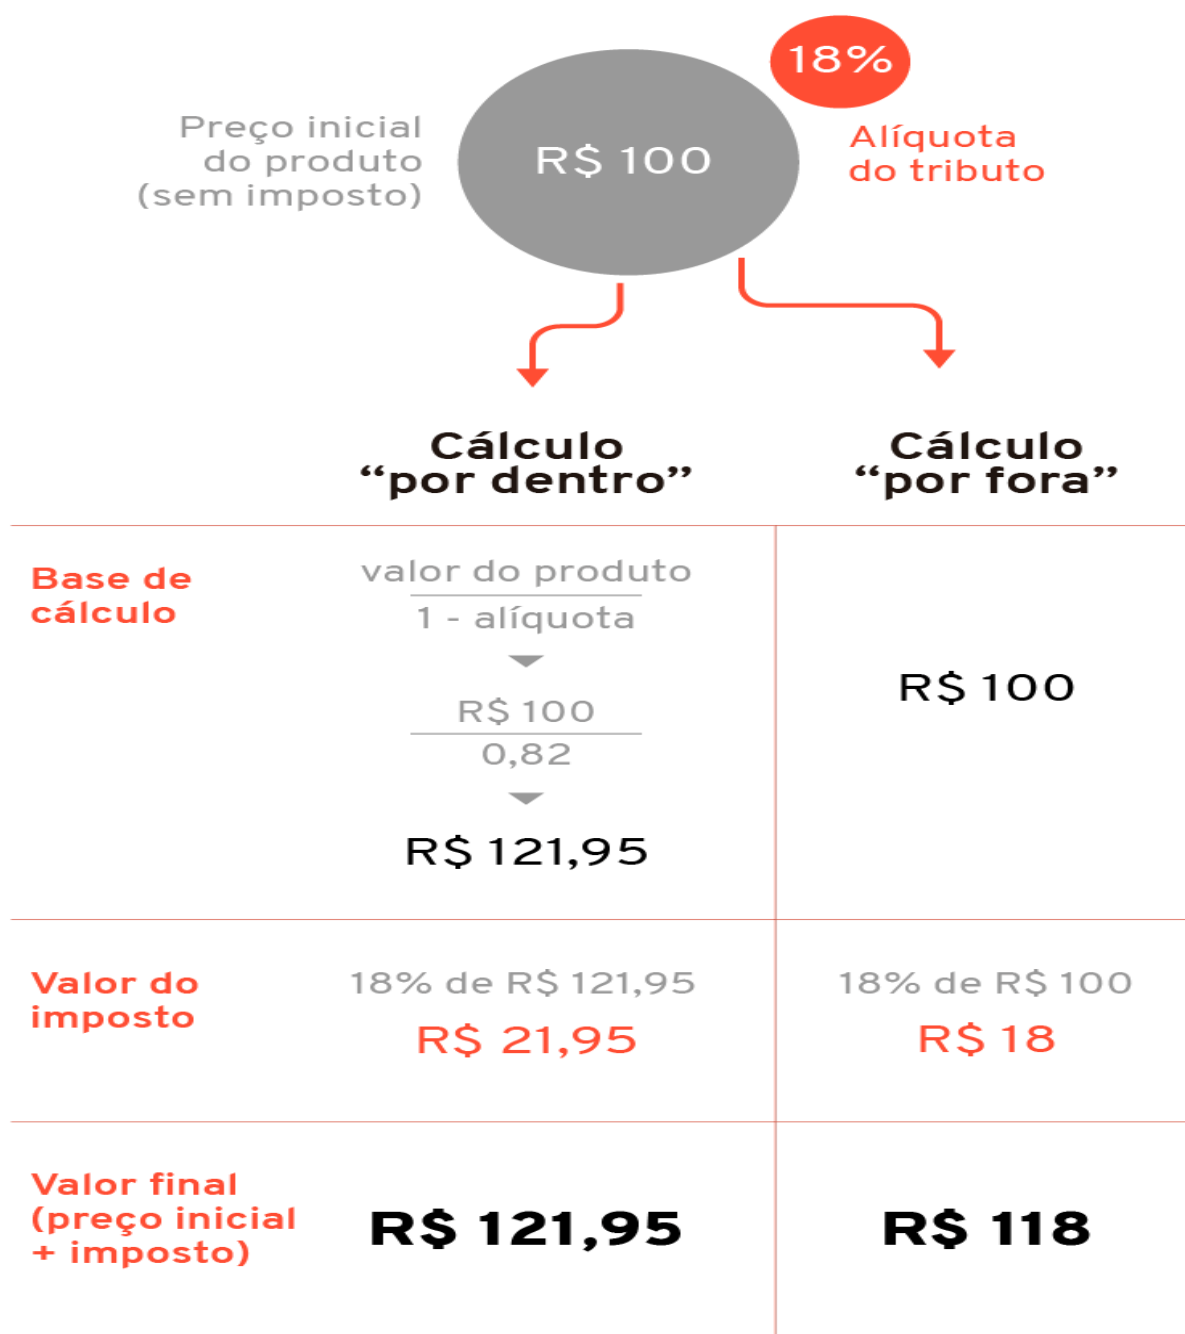 18%
Preço inicial
do produto
(sem imposto)
R$ 100
Alíquota
do tributo
Cálculo
“por dentro”
Cálculo
“por fora”
Base de
cálculo
valor do produto
1 - alíquota
R$ 100
0,82
R$ 121,95
R$ 100
Valor do
imposto
18% de R$ 121,95
R$ 21,95
18% de R$ 100
R$ 18
Valor final
(preço inicial
+ imposto)
R$ 121,95
R$ 118